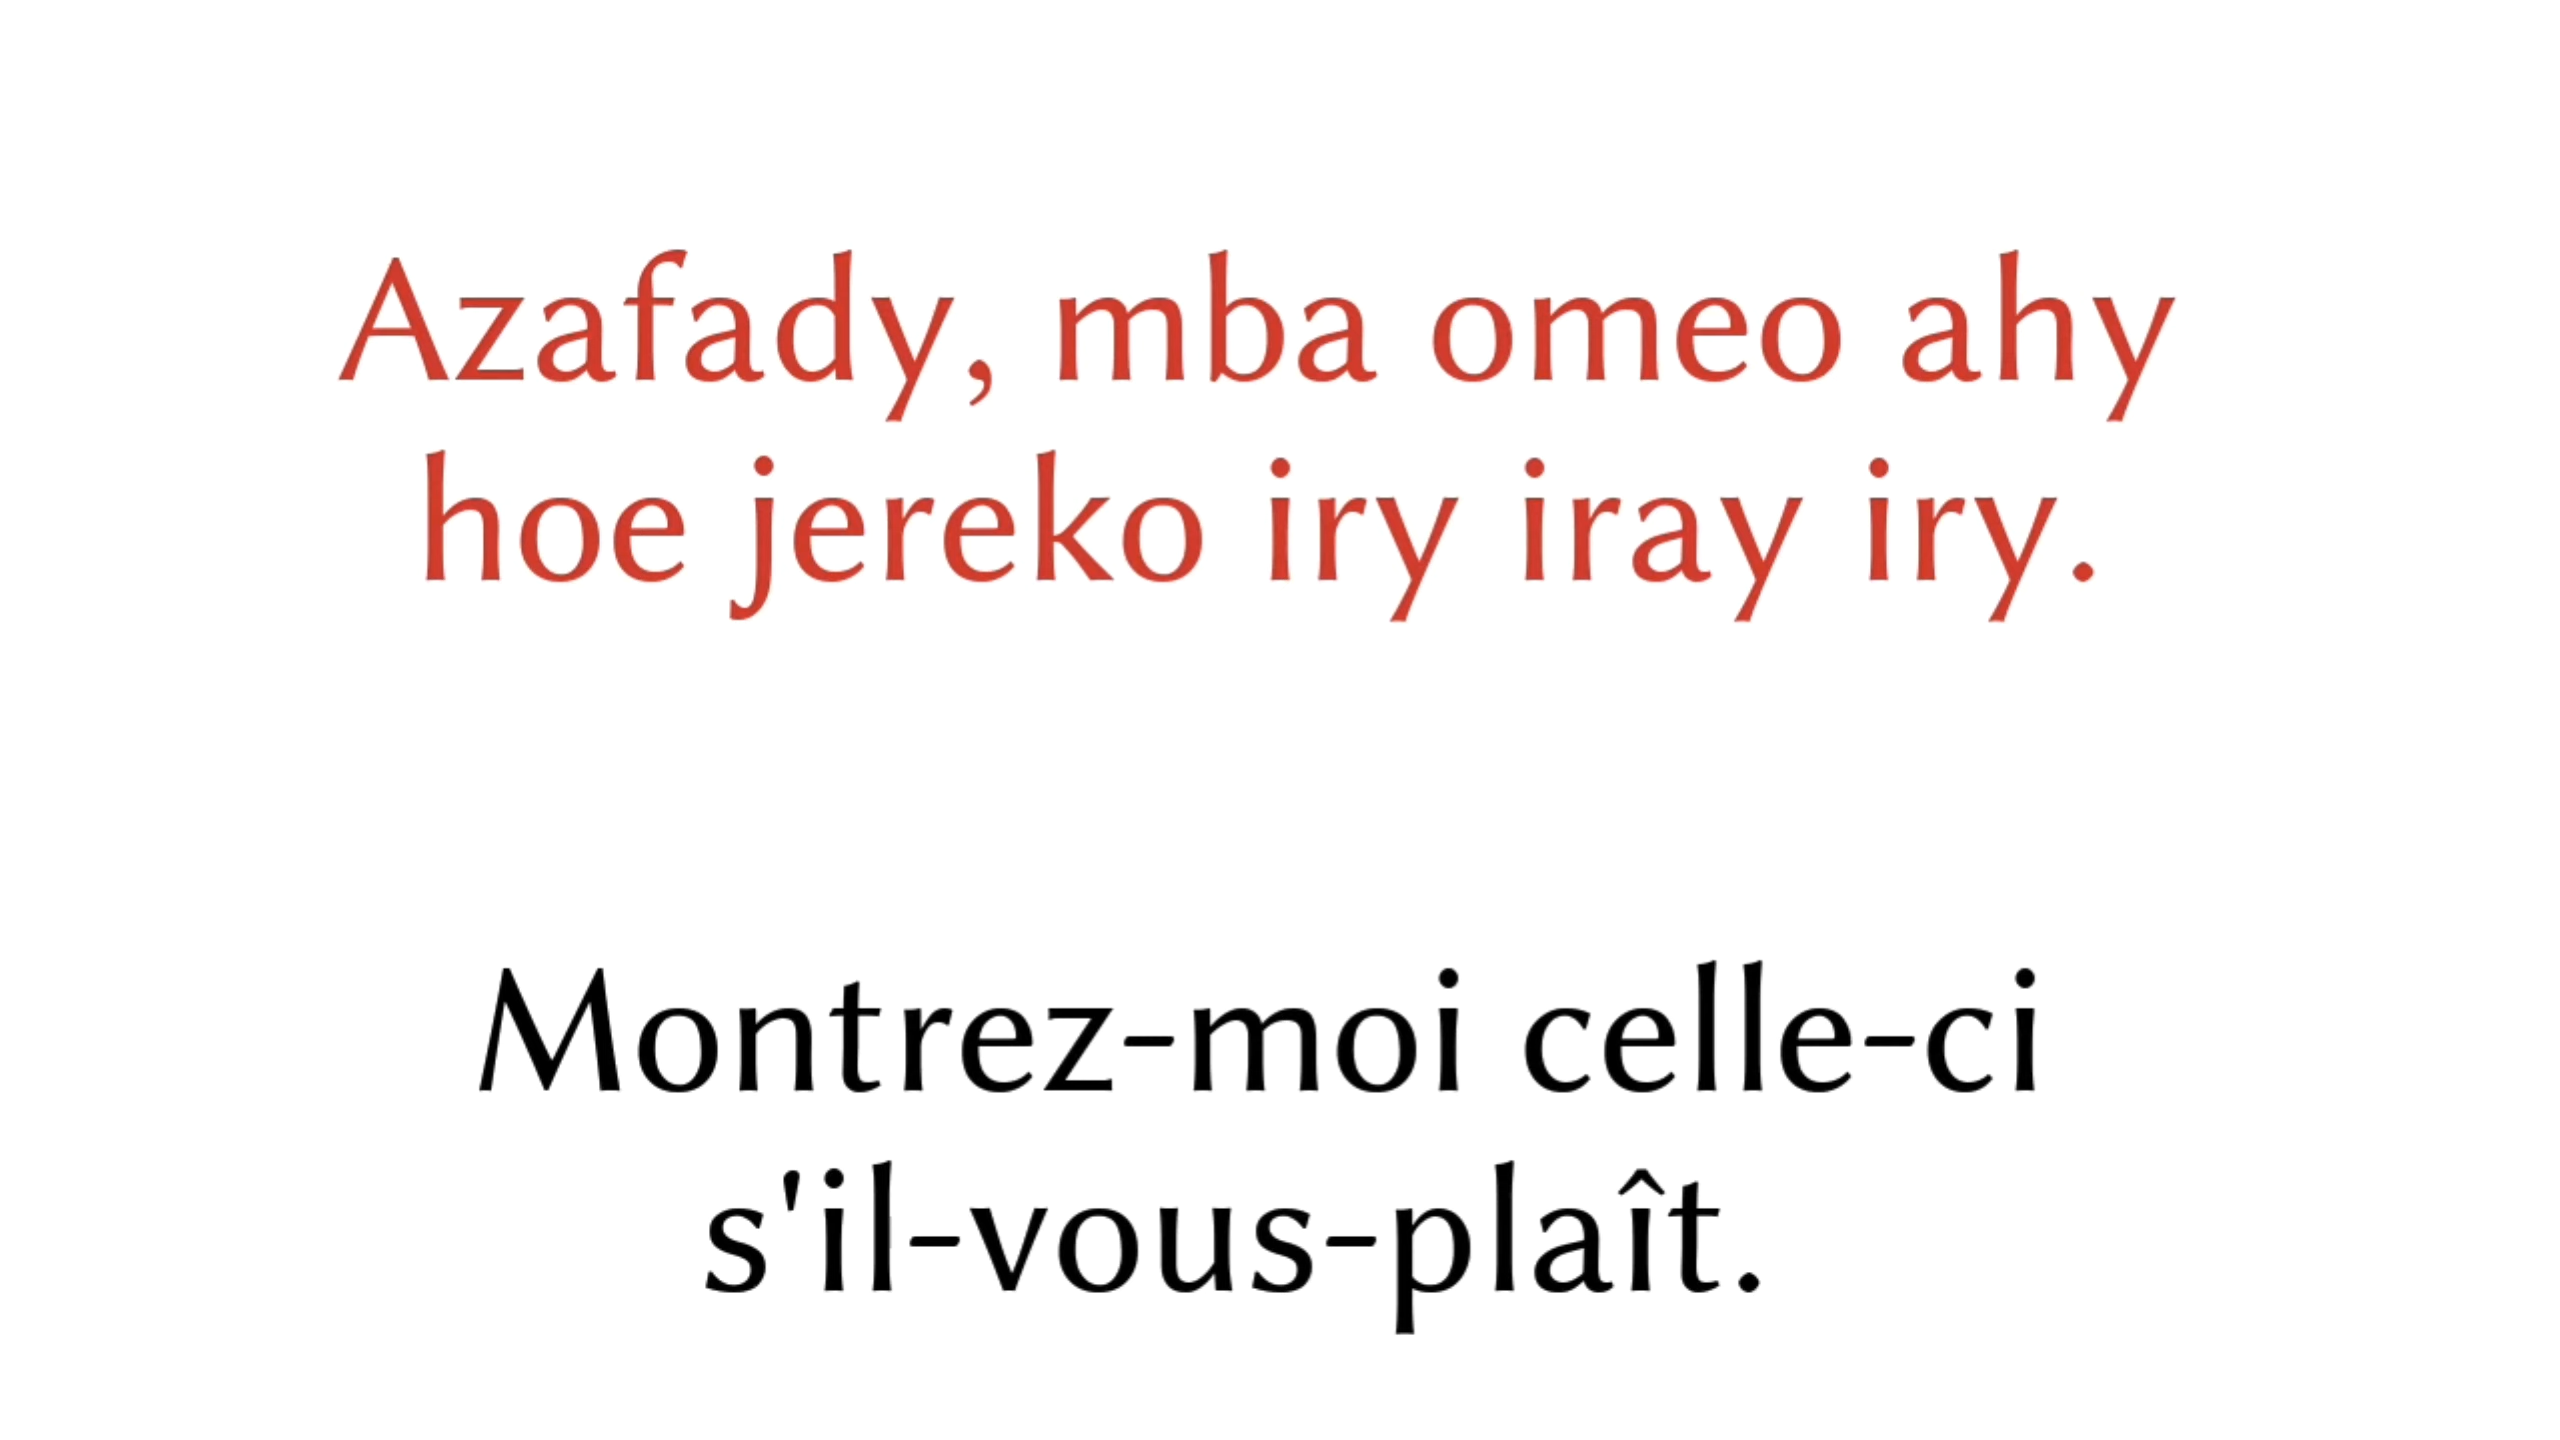 Azafady, mba omeo ahy
hoe jereko iry iray iry.
Montrez-moi celle-ci
s'il-vous-plaît.